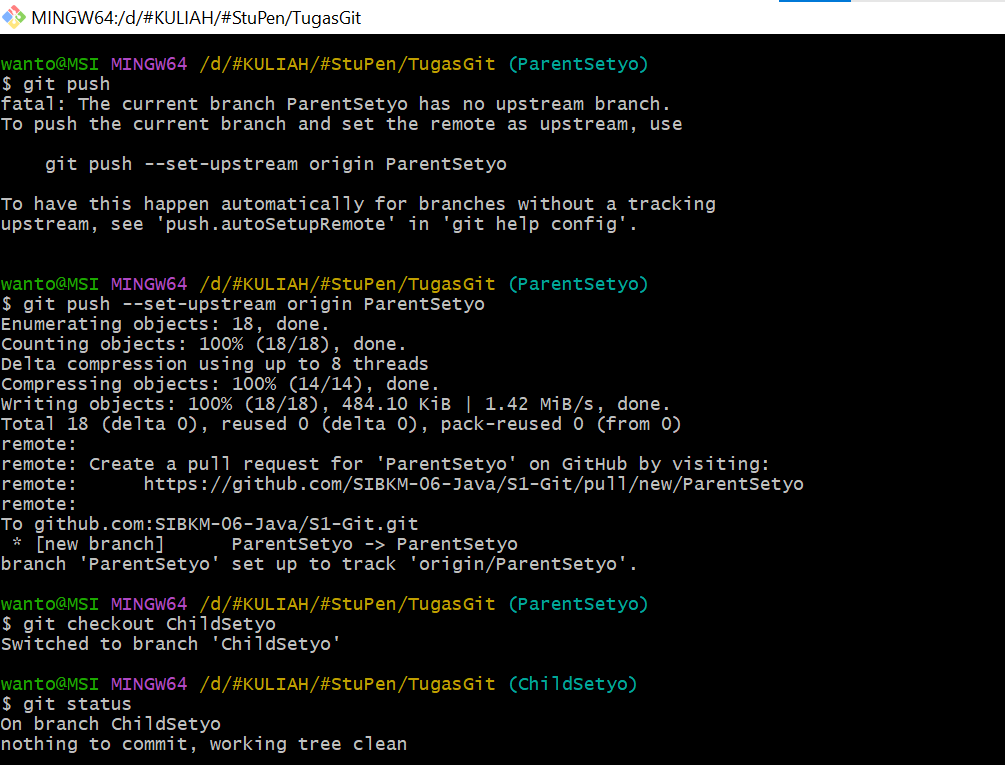 MINGW64:/d/#KULIAH/#StuPen/TugasGit
wanto@MSI MINGW64 /d/#KULIAH/#StuPen/TugasGit (ParentSetyo)
$ git push
fatal: The current branch ParentSetyo has no upstream branch.
To push the current branch and set the remote as upstream, use
    git push --set-upstream origin ParentSetyo
To have this happen automatically for branches without a tracking
upstream, see 'push.autoSetupRemote' in 'git help config'.
wanto@MSI MINGW64 /d/#KULIAH/#StuPen/TugasGit (ParentSetyo)
$ git push --set-upstream origin ParentSetyo
Enumerating objects: 18, done.
Counting objects: 100% (18/18), done.
Delta compression using up to 8 threads
Compressing objects: 100% (14/14), done.
Writing objects: 100% (18/18), 484.10 KiB | 1.42 MiB/s, done.
Total 18 (delta 0), reused 0 (delta 0), pack-reused 0 (from 0)
remote:
remote: Create a pull request for 'ParentSetyo' on GitHub by visiting:
remote:      https://github.com/SIBKM-06-Java/S1-Git/pull/new/ParentSetyo
remote:
To github.com:SIBKM-06-Java/S1-Git.git
 * [new branch]      ParentSetyo -> ParentSetyo
branch 'ParentSetyo' set up to track 'origin/ParentSetyo'.
wanto@MSI MINGW64 /d/#KULIAH/#StuPen/TugasGit (ParentSetyo)
$ git checkout ChildSetyo
Switched to branch 'ChildSetyo'
wanto@MSI MINGW64 /d/#KULIAH/#StuPen/TugasGit (ChildSetyo)
$ git status
On branch ChildSetyo
nothing to commit, working tree clean